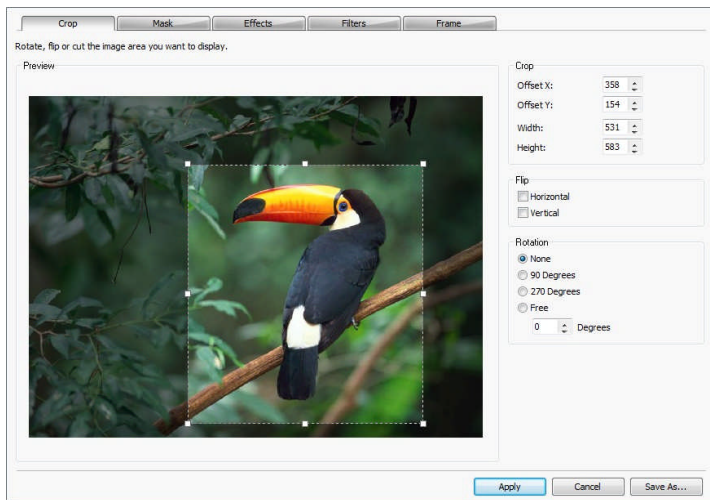 Crop
Mask
Effects
Filters
Frame
Rotate, flip or cut the image area you want to display.
Preview
Crop
Offset X: 358
Offset Y: 154
Width: 531
Height: 583
Flip
Horizontal
Vertical
Rotation
None
90 Degrees
270 Degrees
Free
0 Degrees
Apply
Cancel
Save As...